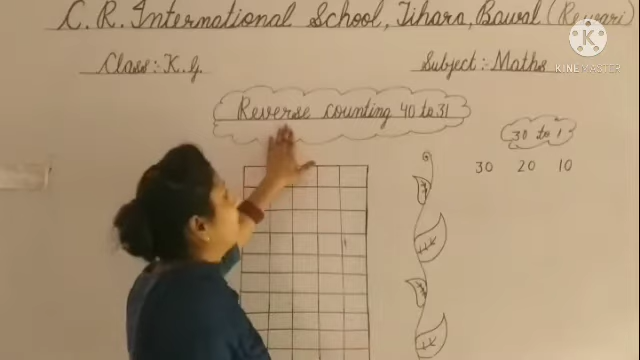 C. R. International School, Tihara, Bawal (Rewari)
Class:- K.G.
Subject:- Maths
Reverse counting 40 to 31
30 to 1
30 20 10
KINEMASTER